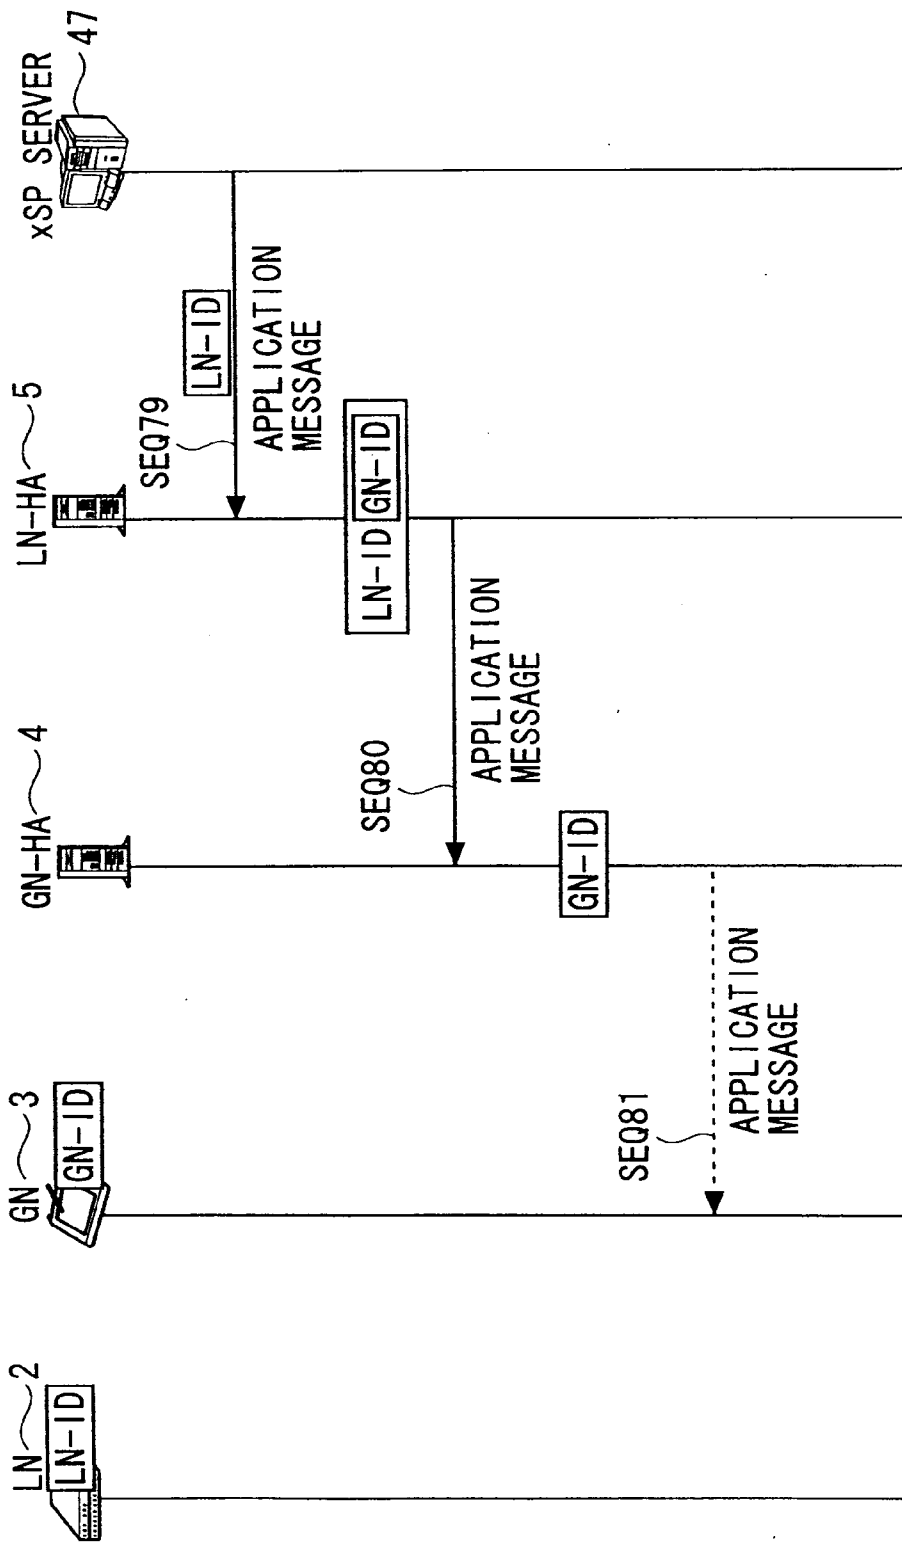 LN 2
LN-ID
GN 3
GN-ID
GN-HA 4
LN-HA 5
xSP SERVER 47
SEQ79
LN-ID
APPLICATION
MESSAGE
LN-ID GN-ID
SEQ80
APPLICATION
MESSAGE
GN-ID
SEQ81
APPLICATION
MESSAGE